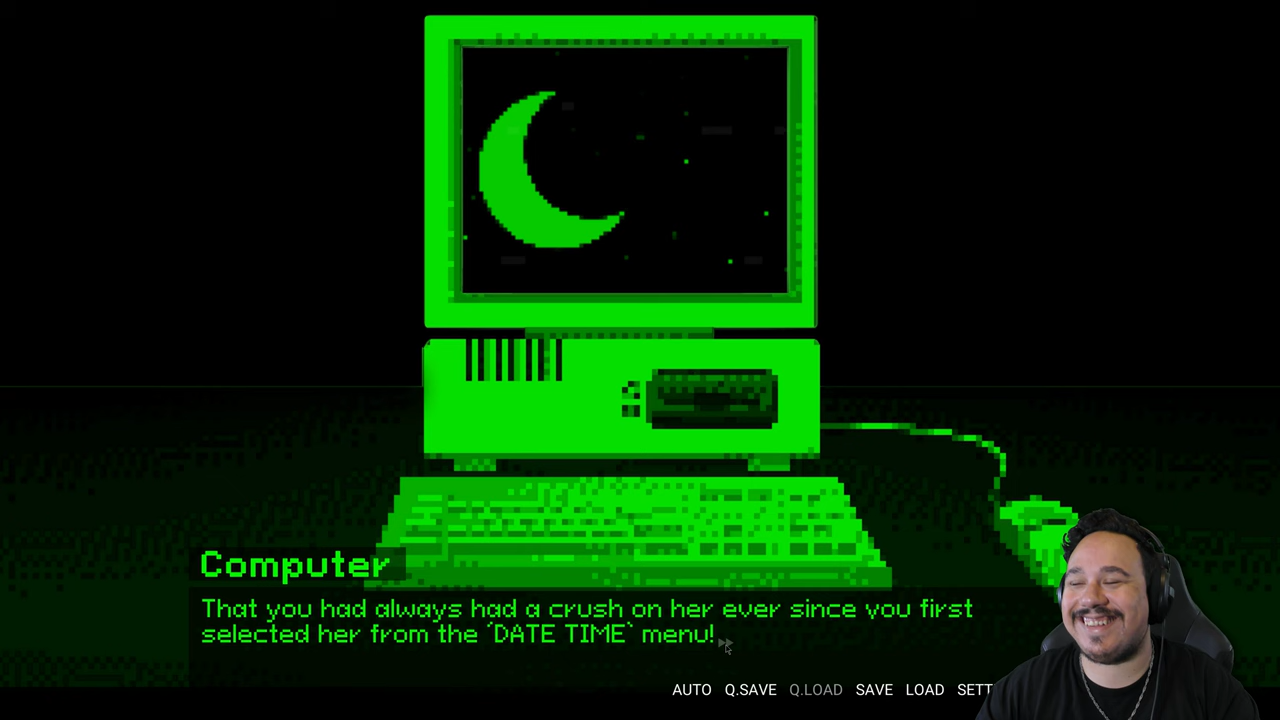 Computer
That you had always had a crush on her ever since you first
selected her from the ´DATE TIME` menu!
AUTO Q.SAVE Q.LOAD SAVE LOAD SETT